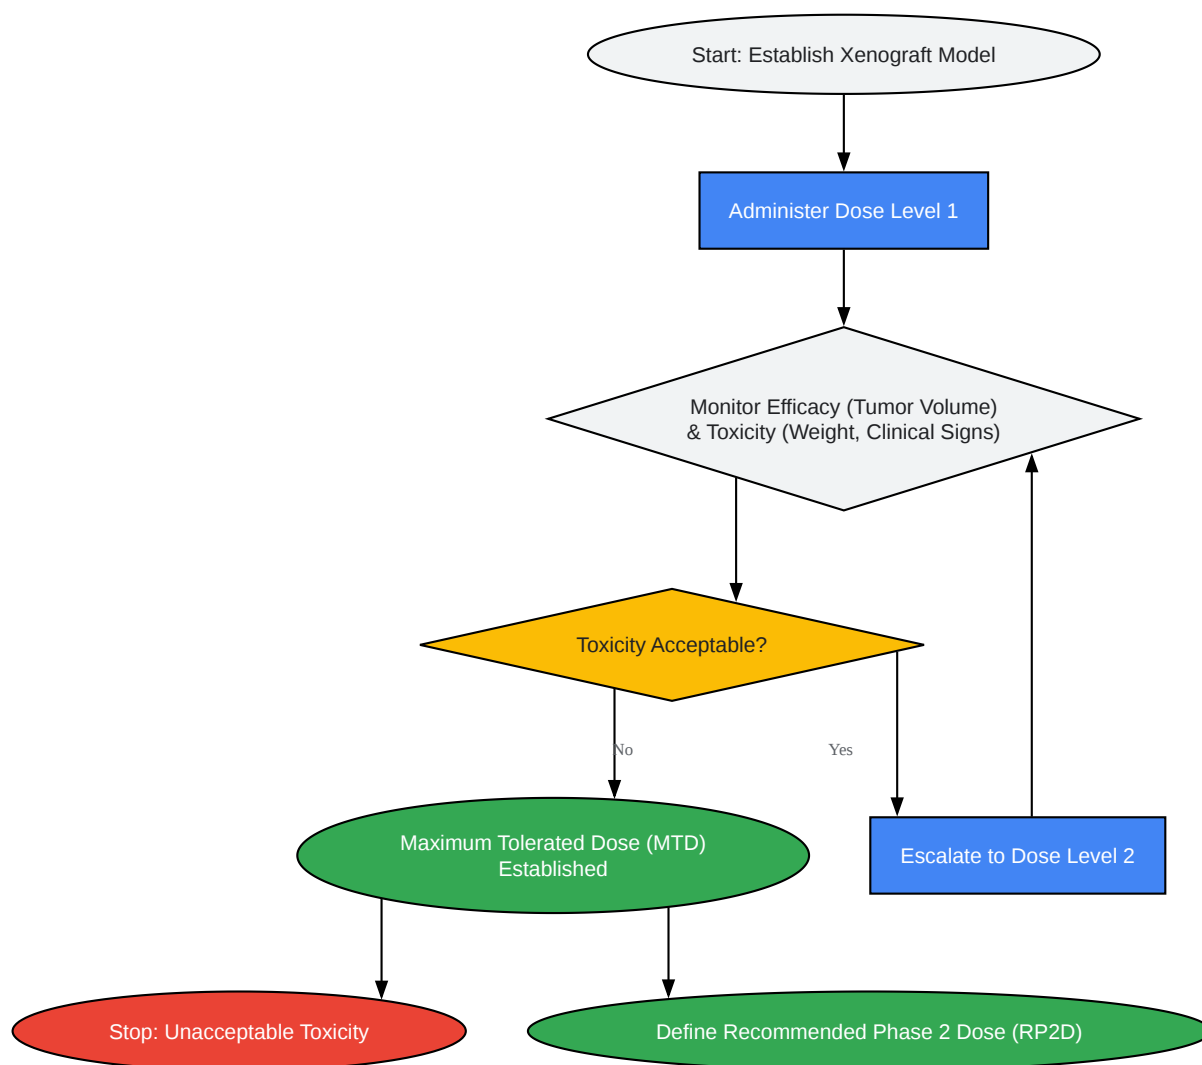 Start: Establish Xenograft Model
Administer Dose Level 1
Monitor Efficacy (Tumor Volume)
& Toxicity (Weight, Clinical Signs)
Toxicity Acceptable?
No
Yes
Maximum Tolerated Dose (MTD)
Established
Escalate to Dose Level 2
Stop: Unacceptable Toxicity
Define Recommended Phase 2 Dose (RP2D)